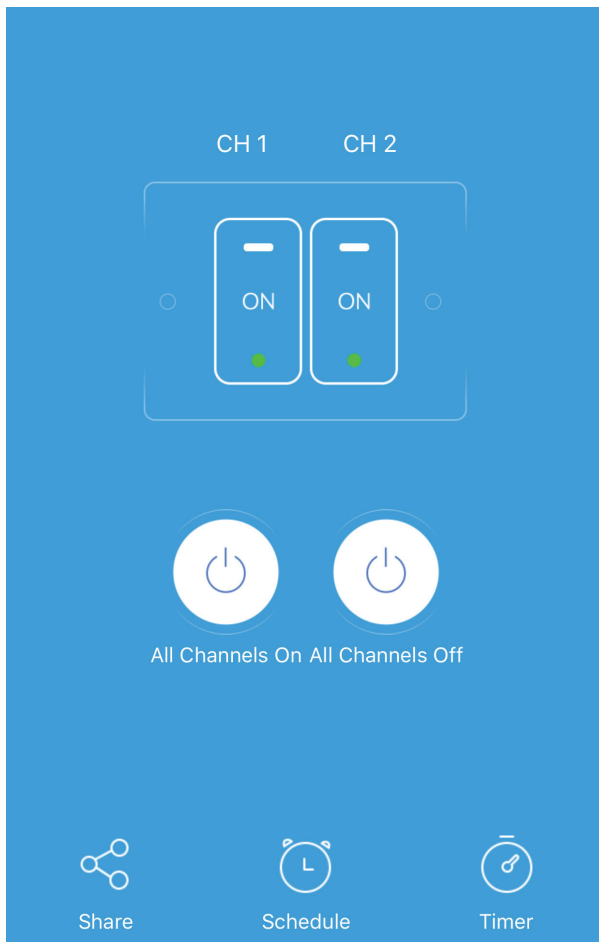 CH 1 CH 2
ON ON
All Channels On All Channels Off
Share Schedule Timer